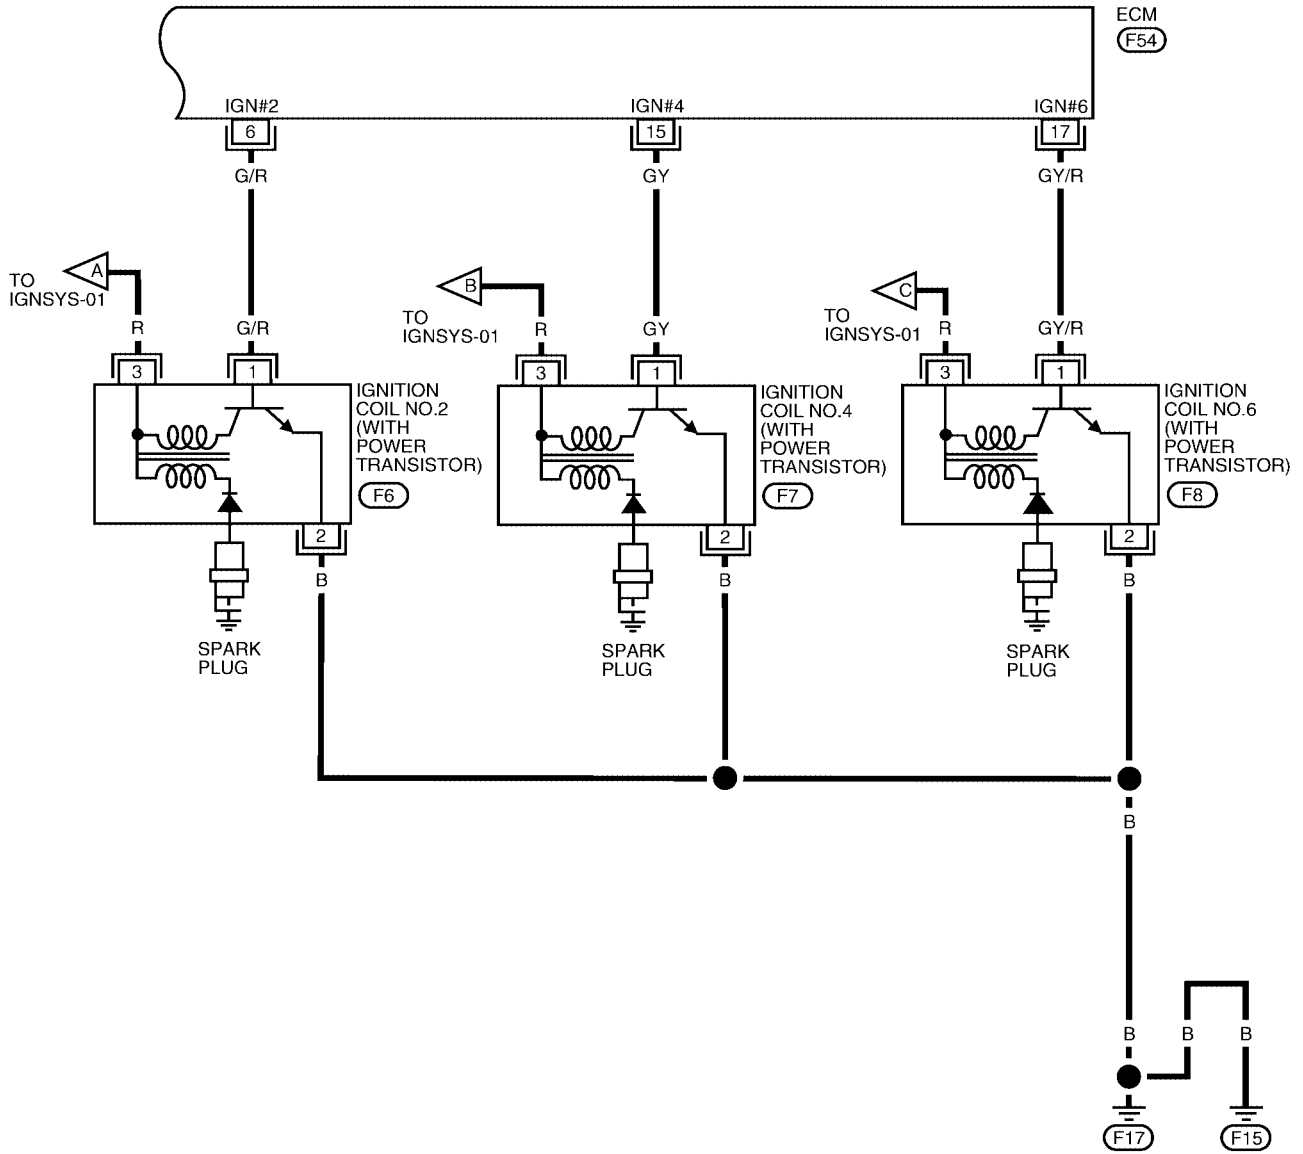 ECM
F54
IGN#2
IGN#4
IGN#6
6
15
17
G/R
GY
GY/R
A
TO
IGNSYS-01
B
TO
IGNSYS-01
C
TO
IGNSYS-01
R
G/R
R
GY
R
GY/R
3
1
3
1
3
1
IGNITION
COIL NO.2
(WITH
POWER
TRANSISTOR)
F6
IGNITION
COIL NO.4
(WITH
POWER
TRANSISTOR)
F7
IGNITION
COIL NO.6
(WITH
POWER
TRANSISTOR)
F8
2
2
2
B
B
B
SPARK
PLUG
SPARK
PLUG
SPARK
PLUG
B
B
B
B
F17
F15